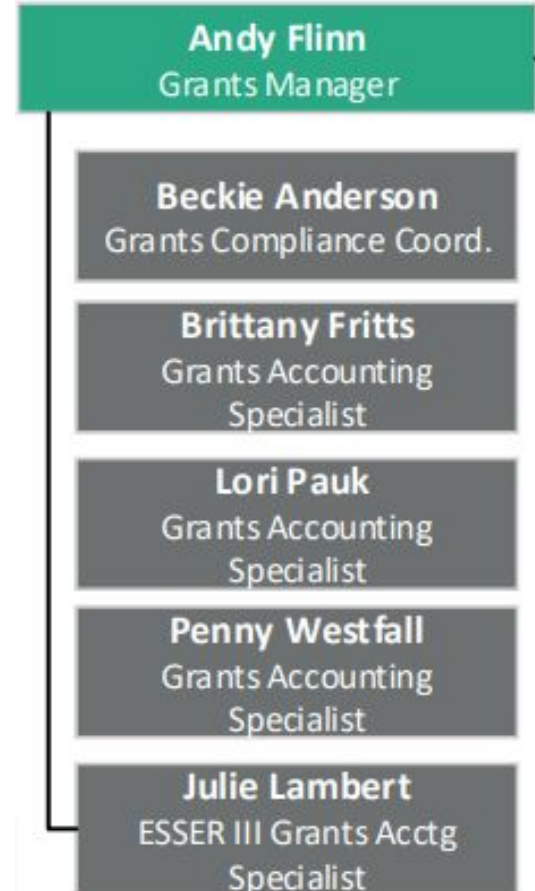 Andy Flinn
Grants Manager
Beckie Anderson
Grants Compliance Coord.
Brittany Fritts
Grants Accounting
Specialist
Lori Pauk
Grants Accounting
Specialist
Penny Westfall
Grants Accounting
Specialist
Julie Lambert
ESSER III Grants Acctg
Specialist